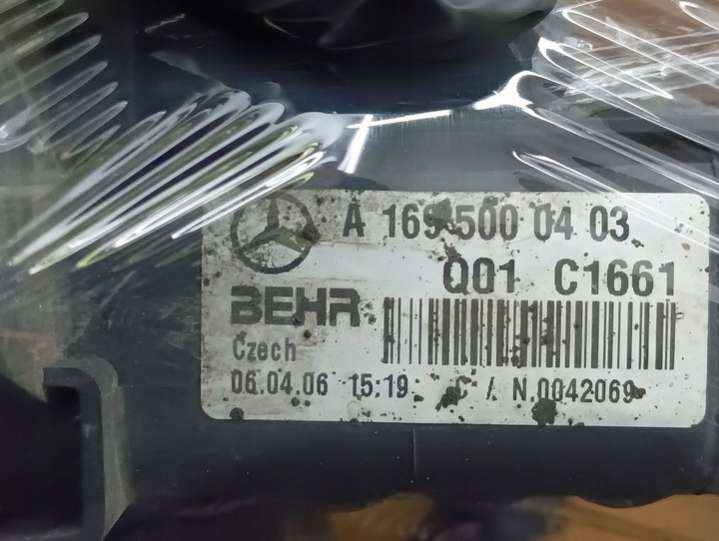 A 169 500 04 03
Q01 C1661
BEHR
Czech
06.04.06 15:19 C / N.0042069